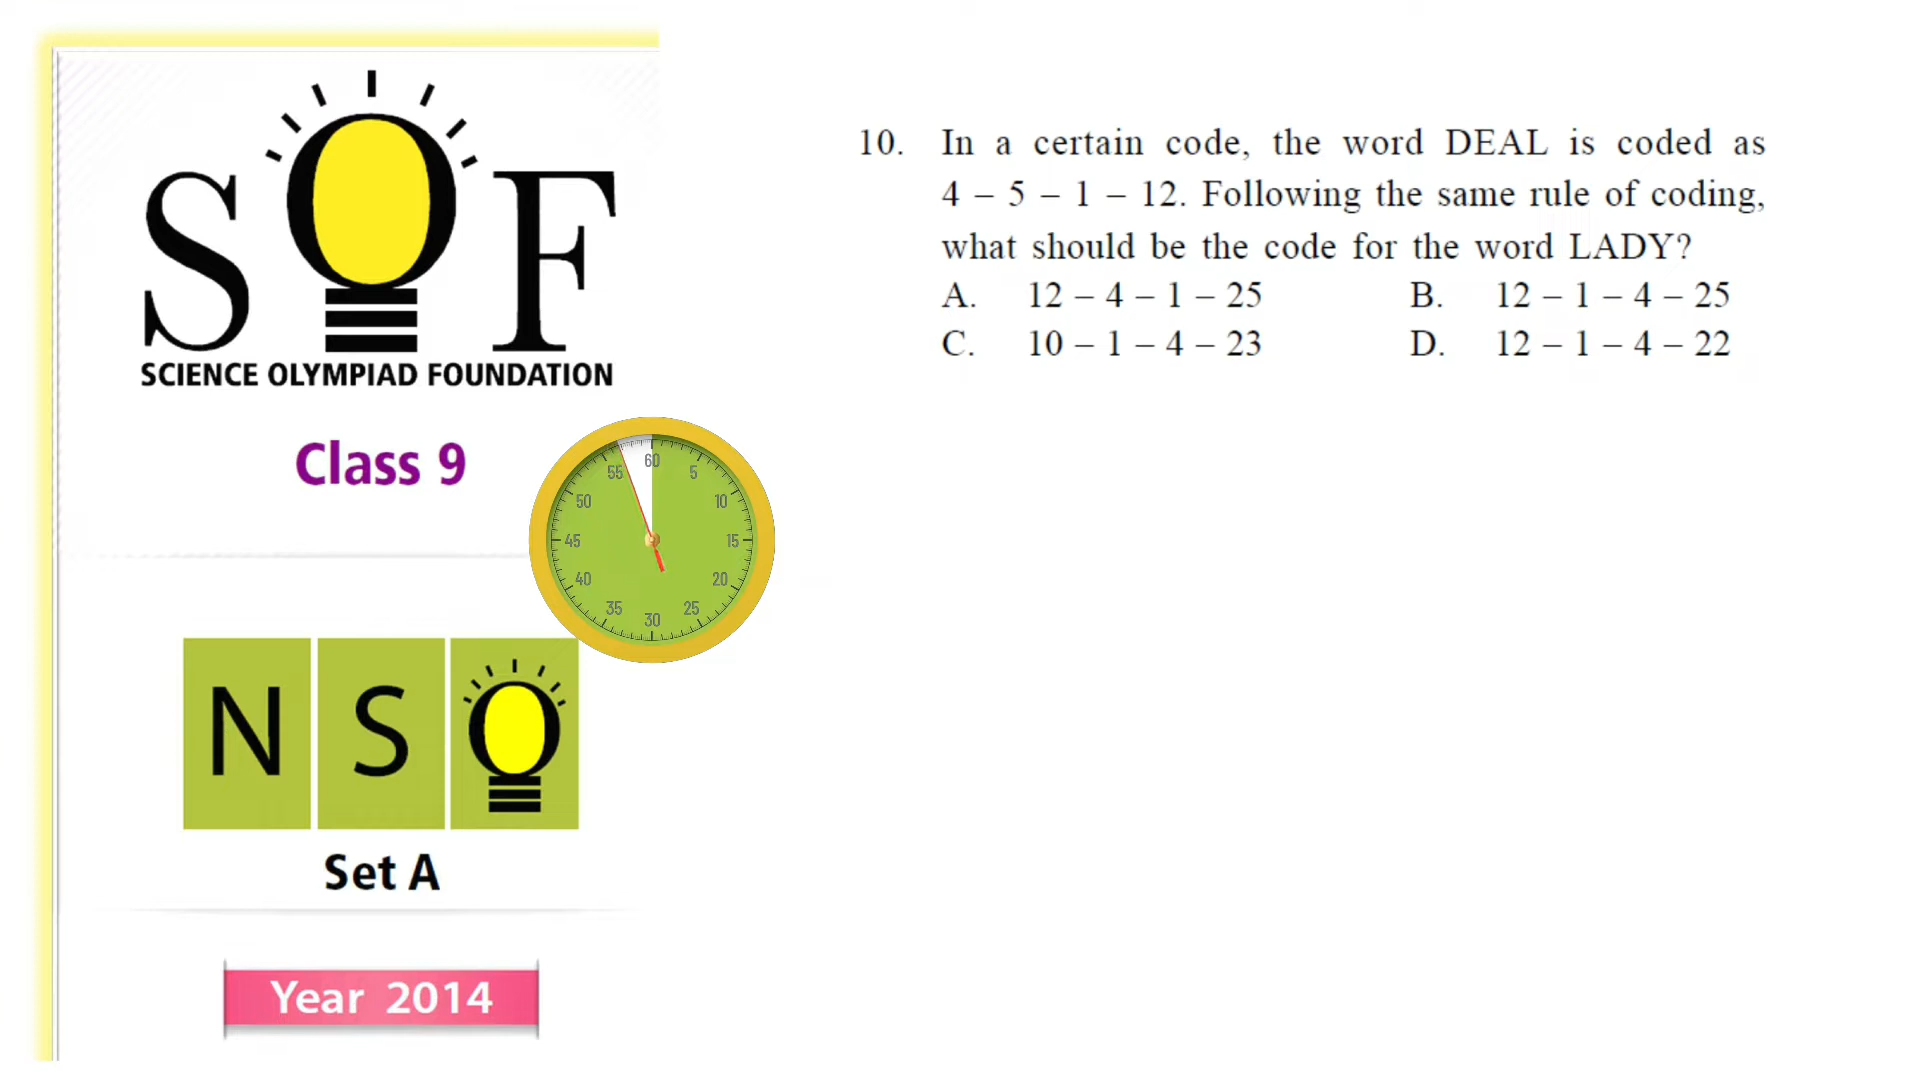 S F
SCIENCE OLYMPIAD FOUNDATION
Class 9
60
55 5
50 10
45 15
40 20
35 25
30
N S
Set A
Year 2014
10. In a certain code, the word DEAL is coded as
4 – 5 – 1 – 12. Following the same rule of coding,
what should be the code for the word LADY?
A. 12 – 4 – 1 – 25 B. 12 – 1 – 4 – 25
C. 10 – 1 – 4 – 23 D. 12 – 1 – 4 – 22